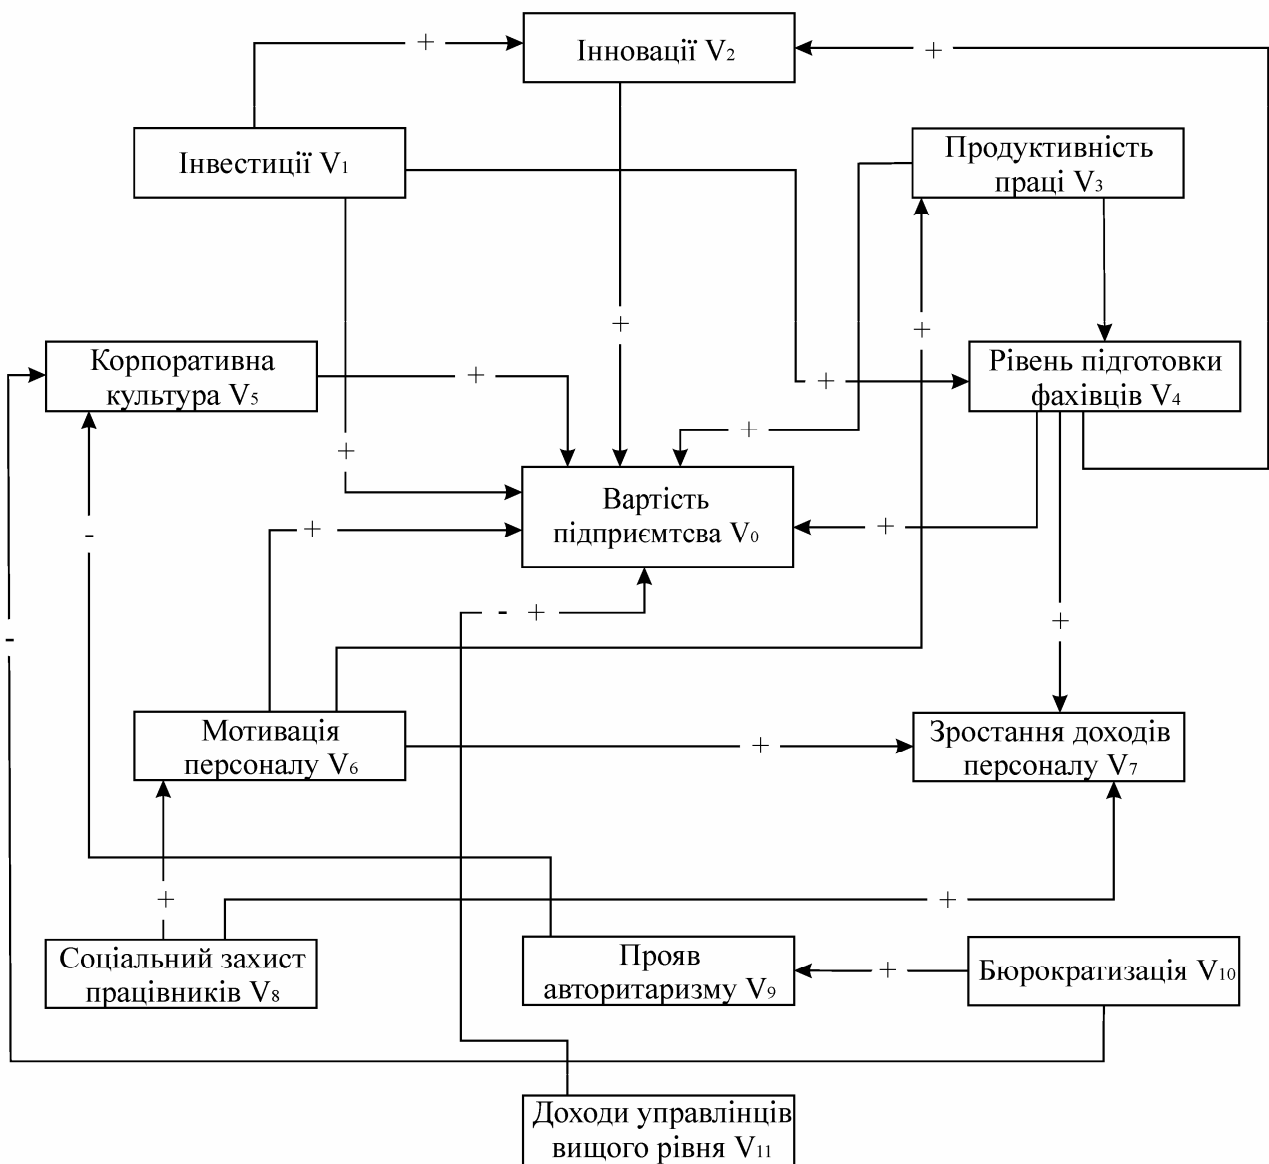 +
Інновації V2
+
Інвестиції V1
Продуктивність
праці V3
+
+
Корпоративна
культура V5
+
+
Рівень підготовки
фахівців V4
+
+
Вартість
підприємтсва V0
-
+
+
- +
+
-
Мотивація
персоналу V6
+
Зростання доходів
персоналу V7
+
+
Соціальний захист
працівників V8
Прояв
авторитаризму V9
+
Бюрократизація V10
Доходи управлінців
вищого рівня V11